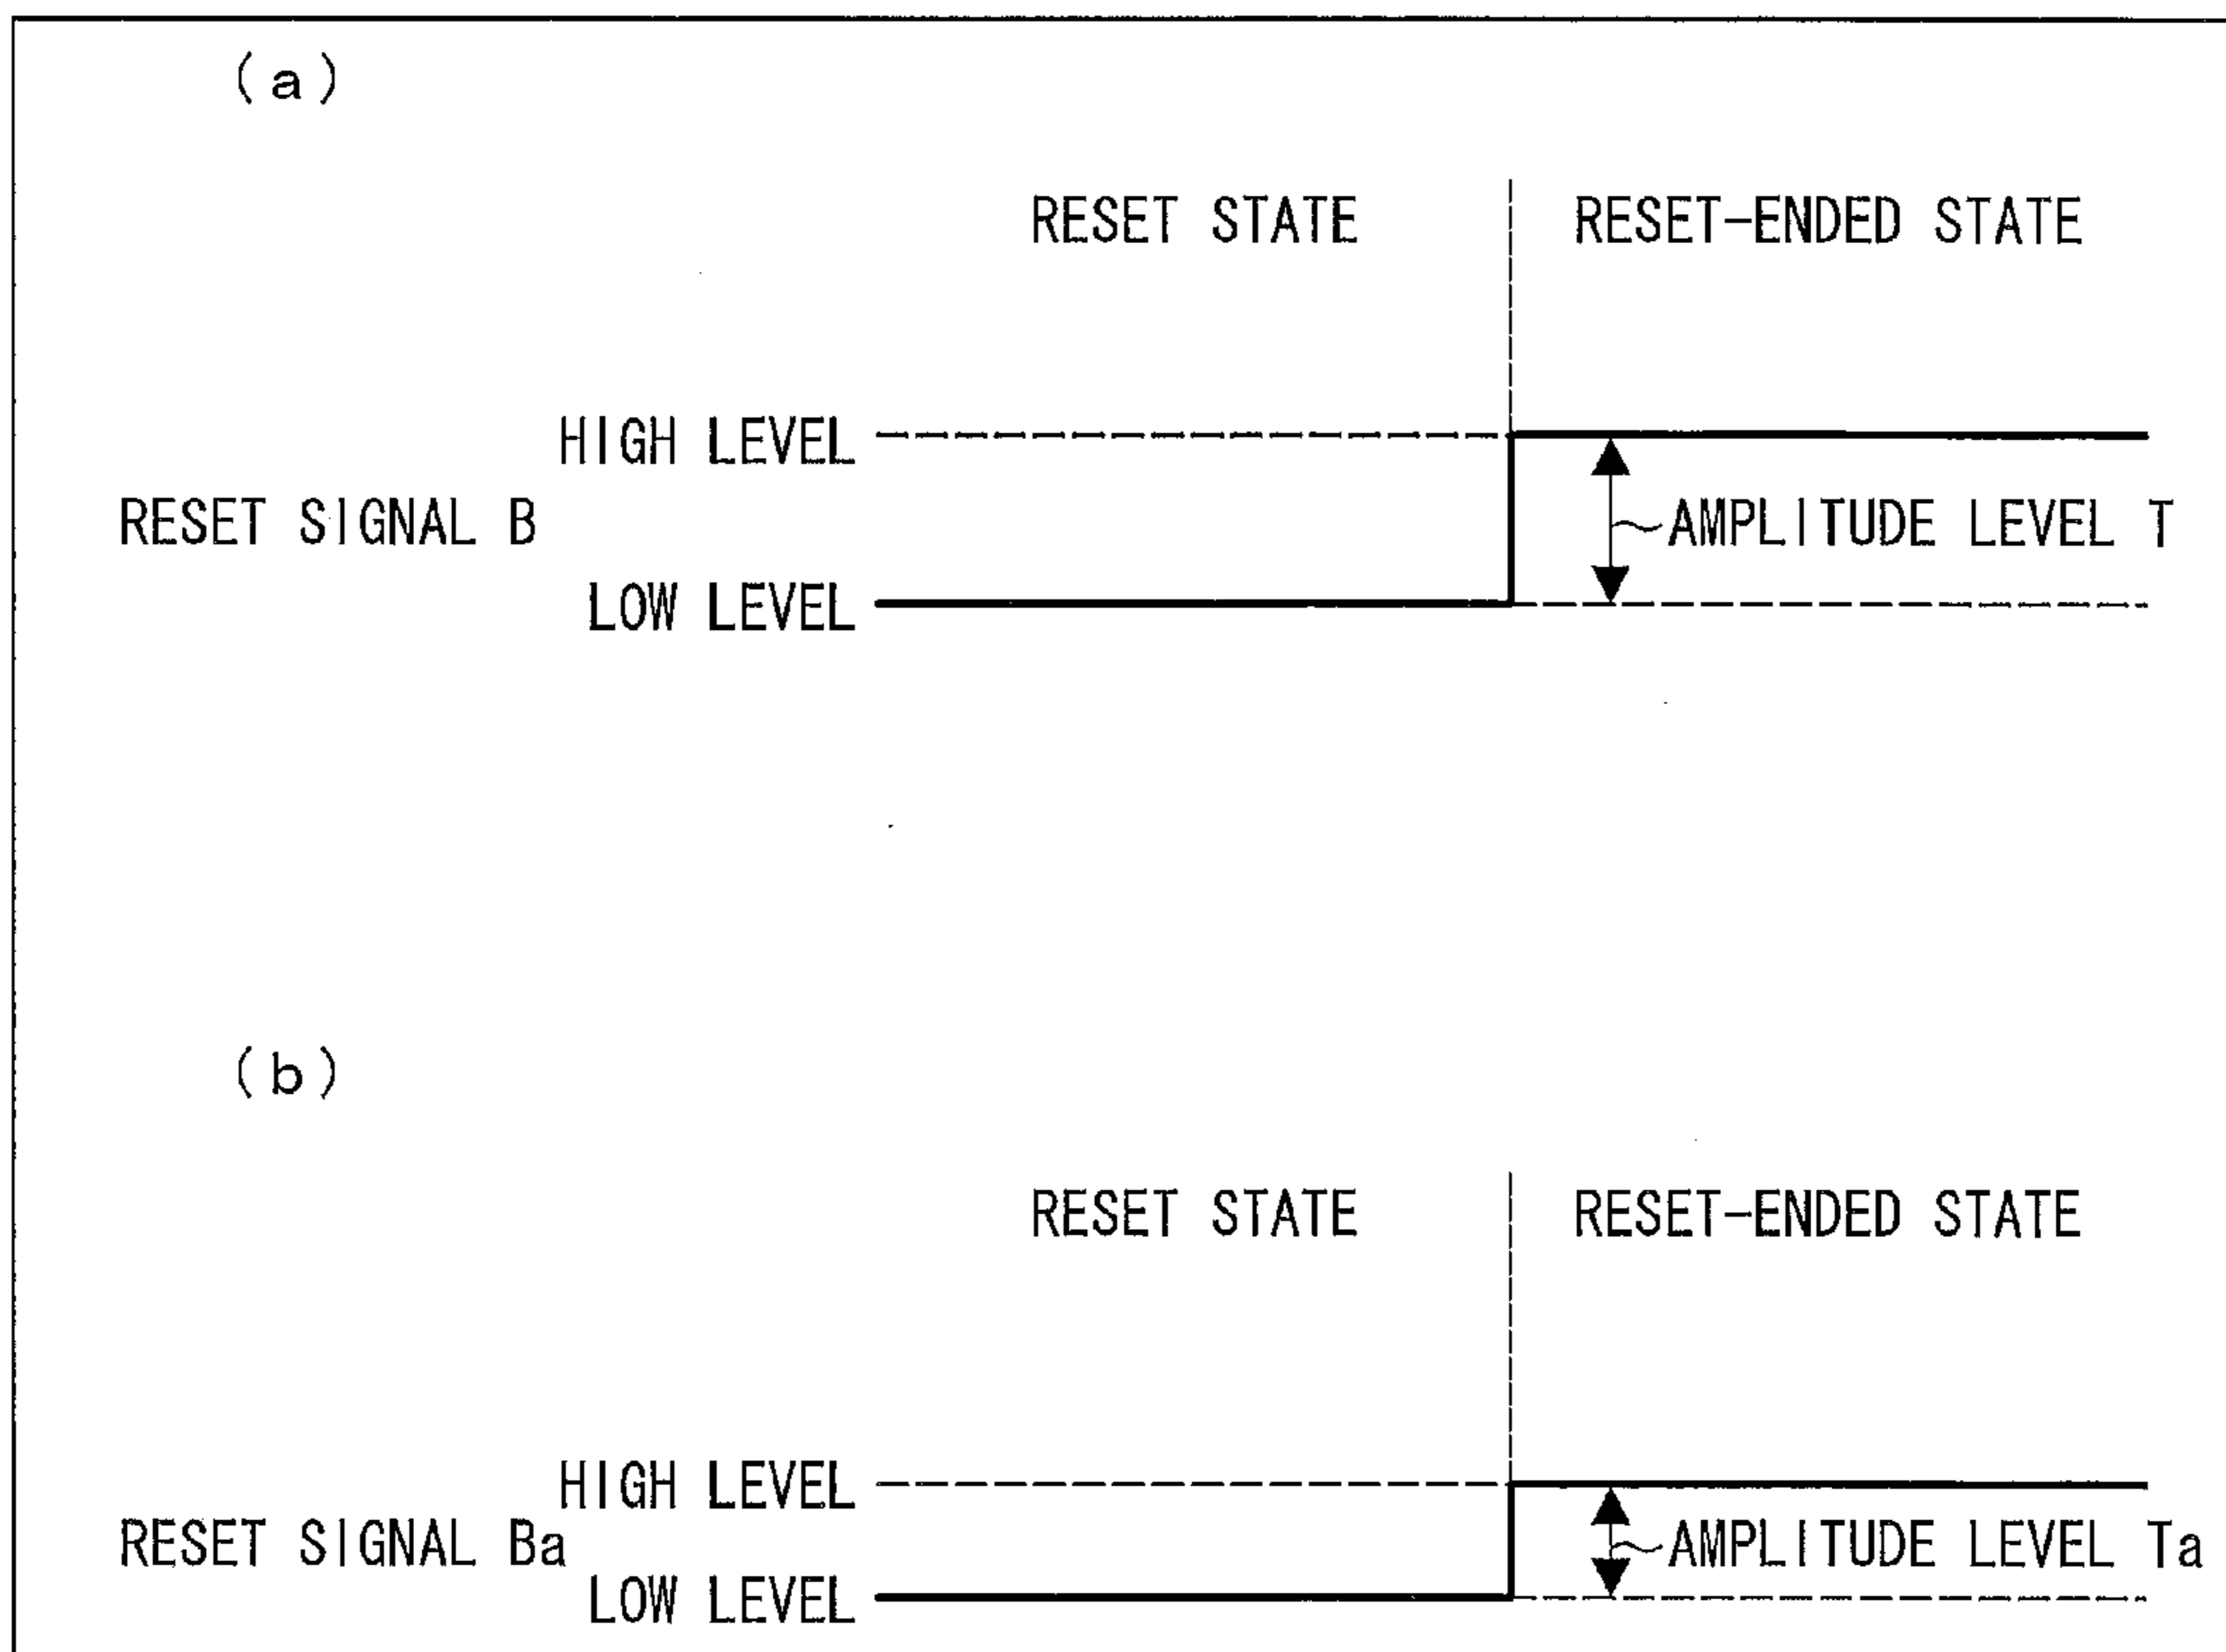 (a)
RESET STATE
RESET-ENDED STATE
HIGH LEVEL
RESET SIGNAL B
AMPLITUDE LEVEL T
LOW LEVEL
(b)
RESET STATE
RESET-ENDED STATE
HIGH LEVEL
RESET SIGNAL Ba
AMPLITUDE LEVEL Ta
LOW LEVEL